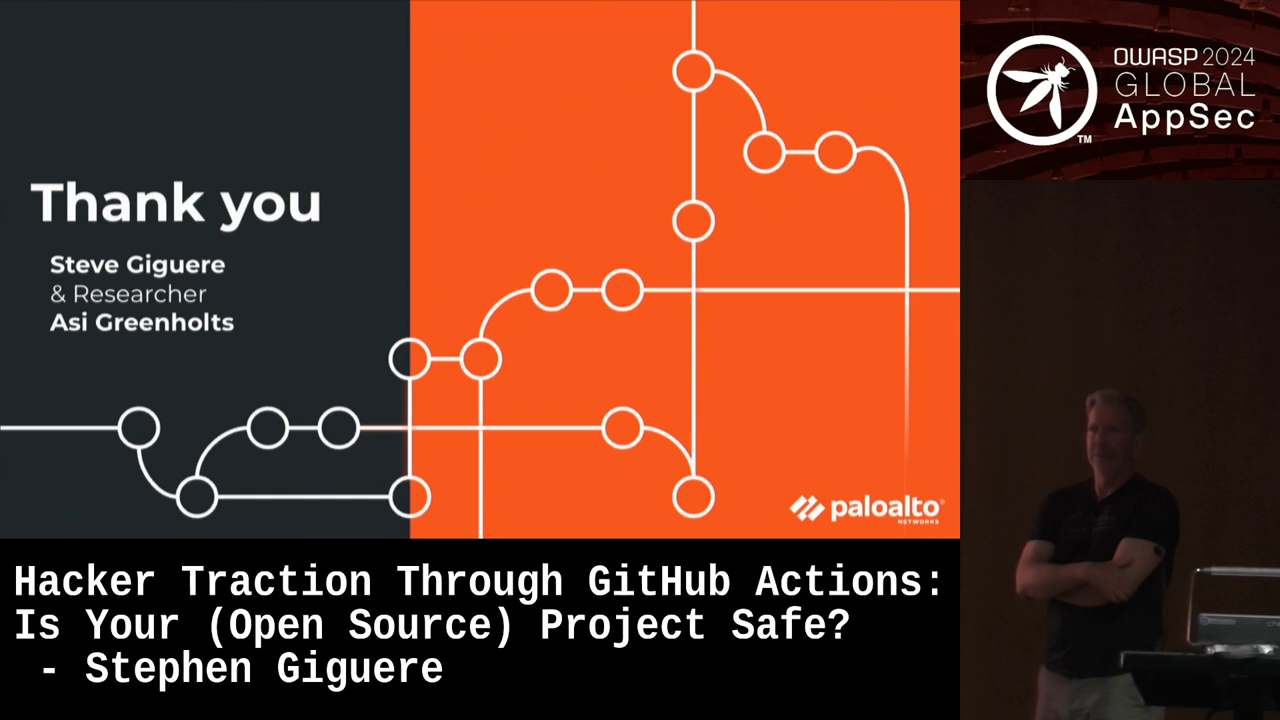 Thank you
Steve Giguere
& Researcher
Asi Greenholts
paloalto
NETWORKS
Hacker Traction Through GitHub Actions:
Is Your (Open Source) Project Safe?
- Stephen Giguere
OWASP 2024
GLOBAL
AppSec
TM